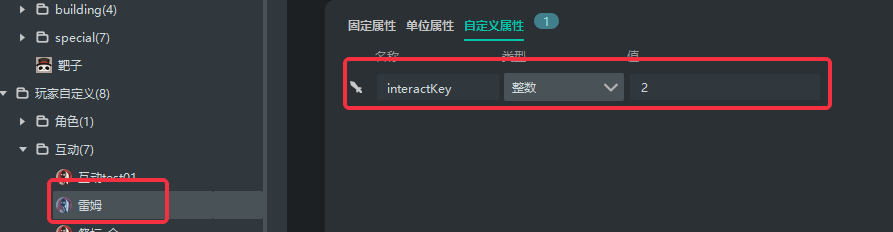 building(4)
special(7)
靶子
玩家自定义(8)
角色(1)
互动(7)
互动test01
雷姆
固定属性 单位属性 自定义属性 1
名称 类型 值
interactKey 整数 2